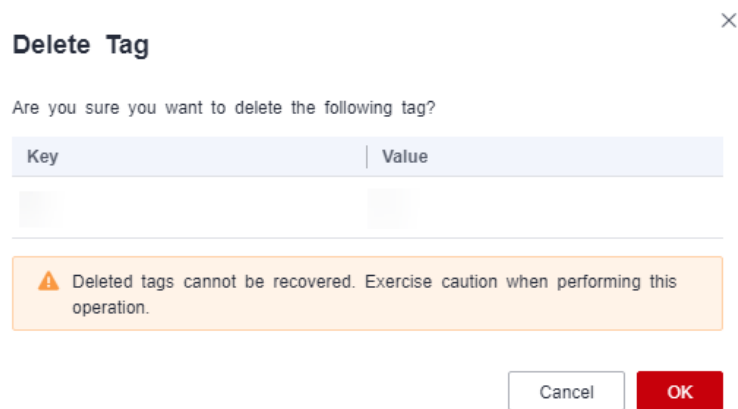 Delete Tag
Are you sure you want to delete the following tag?
Key Value
Deleted tags cannot be recovered. Exercise caution when performing this
operation.
Cancel OK